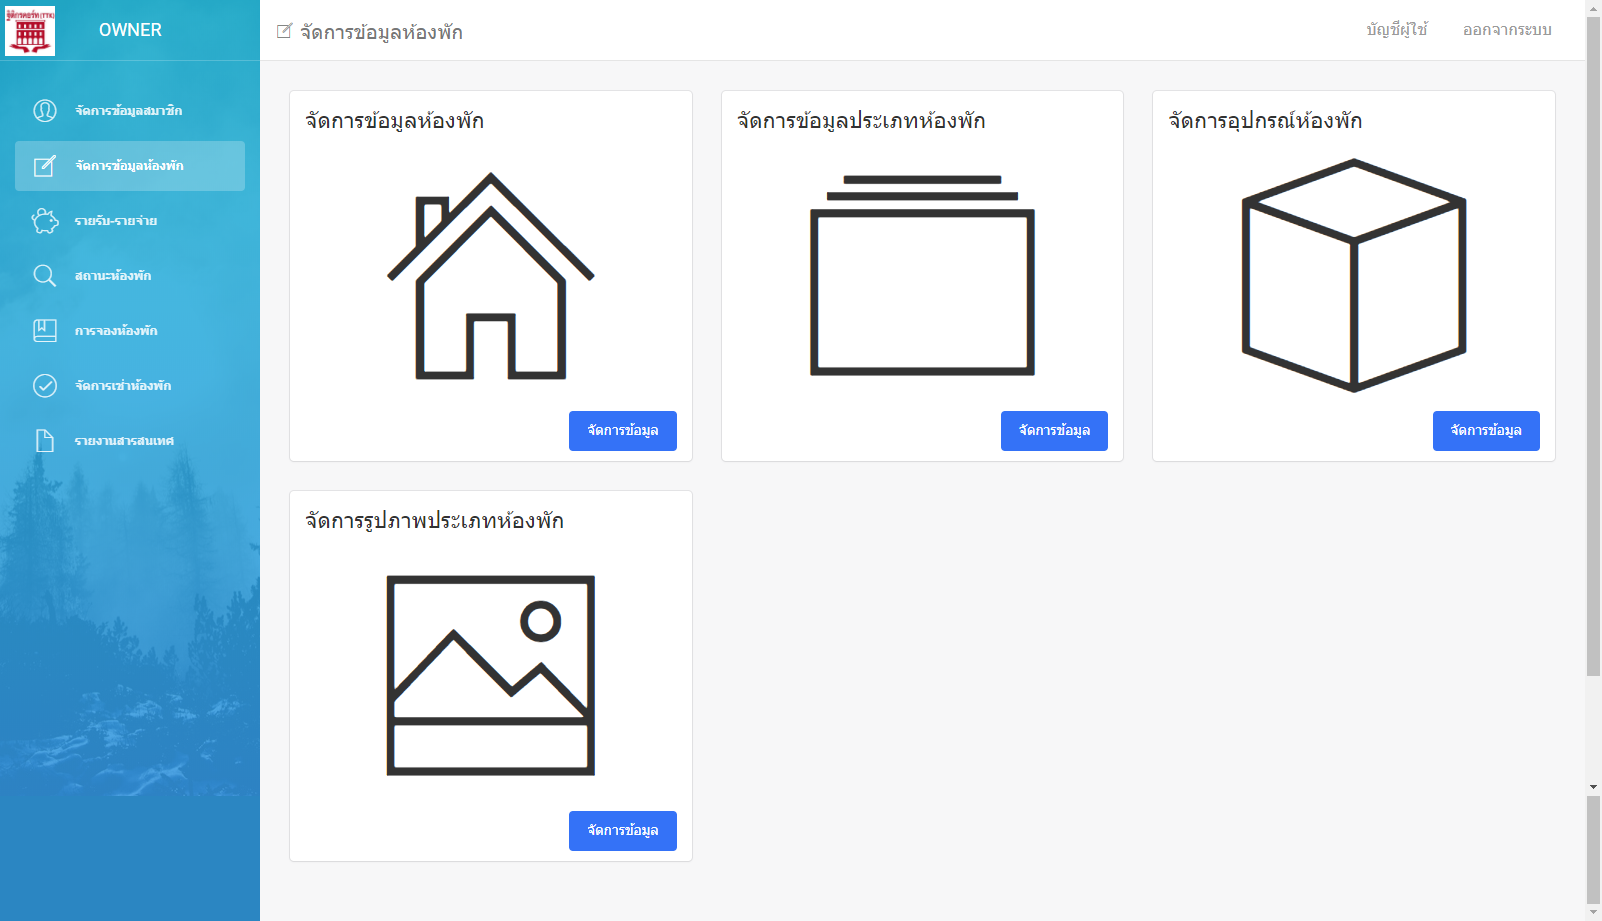 ฐิติกรคอร์ท (TTK)
OWNER
จัดการข้อมูลห้องพัก
บัญชีผู้ใช้
ออกจากระบบ
จัดการข้อมูลสมาชิก
จัดการข้อมูลห้องพัก
รายรับ-รายจ่าย
สถานะห้องพัก
การจองห้องพัก
จัดการเช่าห้องพัก
รายงานสารสนเทศ
จัดการข้อมูลห้องพัก
จัดการข้อมูล
จัดการข้อมูลประเภทห้องพัก
จัดการข้อมูล
จัดการอุปกรณ์ห้องพัก
จัดการข้อมูล
จัดการรูปภาพประเภทห้องพัก
จัดการข้อมูล